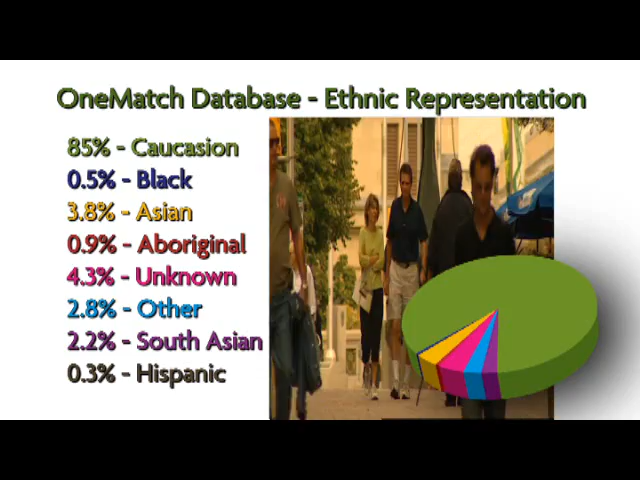 OneMatch Database - Ethnic Representation
85% - Caucasion
0.5% - Black
3.8% - Asian
0.9% - Aboriginal
4.3% - Unknown
2.8% - Other
2.2% - South Asian
0.3% - Hispanic